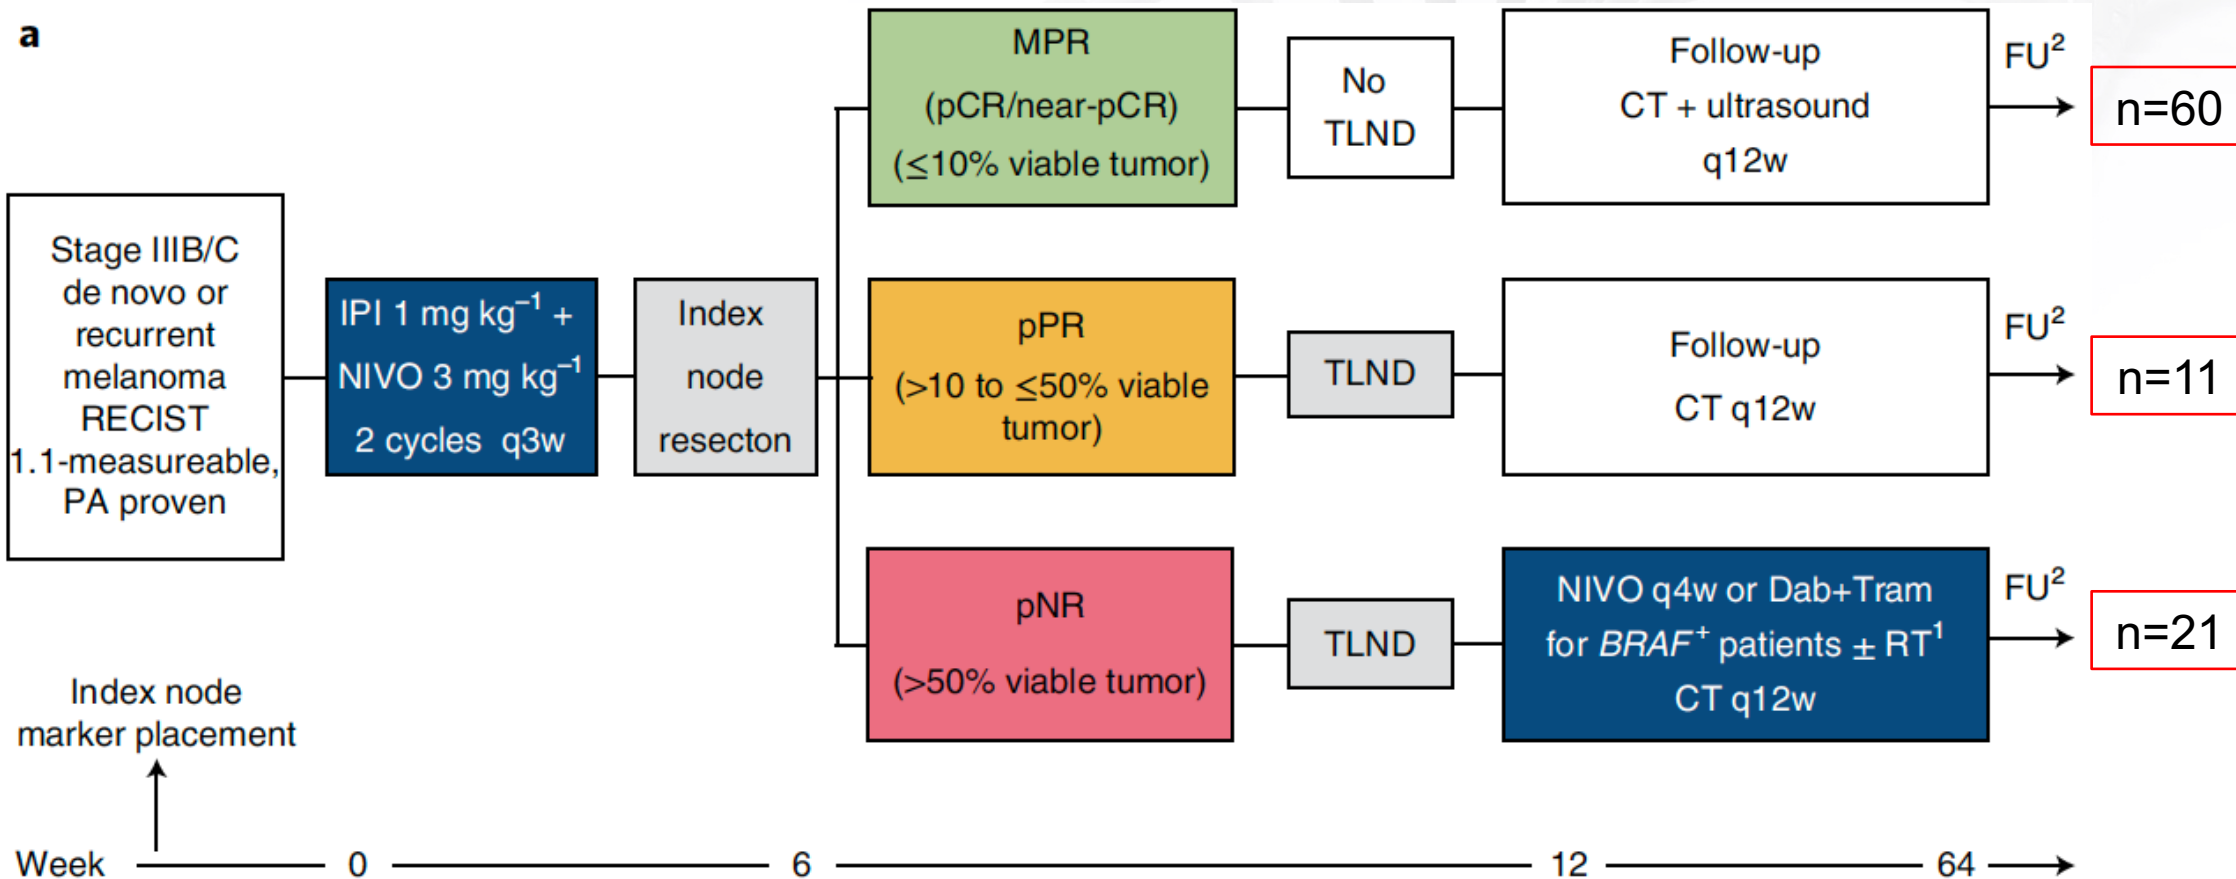 a
Stage IIIB/C
de novo or
recurrent
melanoma
RECIST
1.1-measureable,
PA proven
IPI 1 mg kg⁻¹ +
NIVO 3 mg kg⁻¹
2 cycles q3w
Index
node
resecton
MPR
(pCR/near-pCR)
(≤10% viable tumor)
No
TLND
Follow-up
CT + ultrasound
q12w
FU²
n=60
pPR
(>10 to ≤50% viable
tumor)
TLND
Follow-up
CT q12w
FU²
n=11
pNR
(>50% viable tumor)
TLND
NIVO q4w or Dab+Tram
for BRAF⁺ patients ± RT¹
CT q12w
FU²
n=21
Index node
marker placement
Week 0 6 12 64